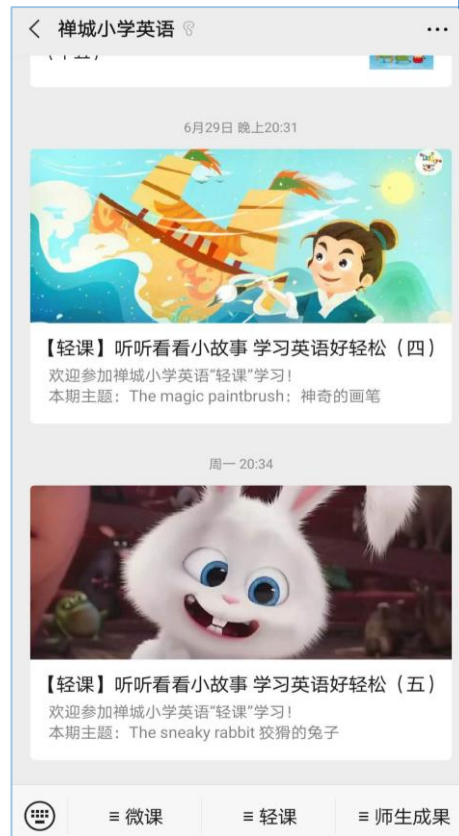 禅城小学英语
6月29日 晚上20:31
【轻课】听听看看小故事 学习英语好轻松（四）
欢迎参加禅城小学英语“轻课”学习！
本期主题：The magic paintbrush：神奇的画笔
周一 20:34
【轻课】听听看看小故事 学习英语好轻松（五）
欢迎参加禅城小学英语“轻课”学习！
本期主题：The sneaky rabbit 狡猾的兔子
微课
轻课
师生成果